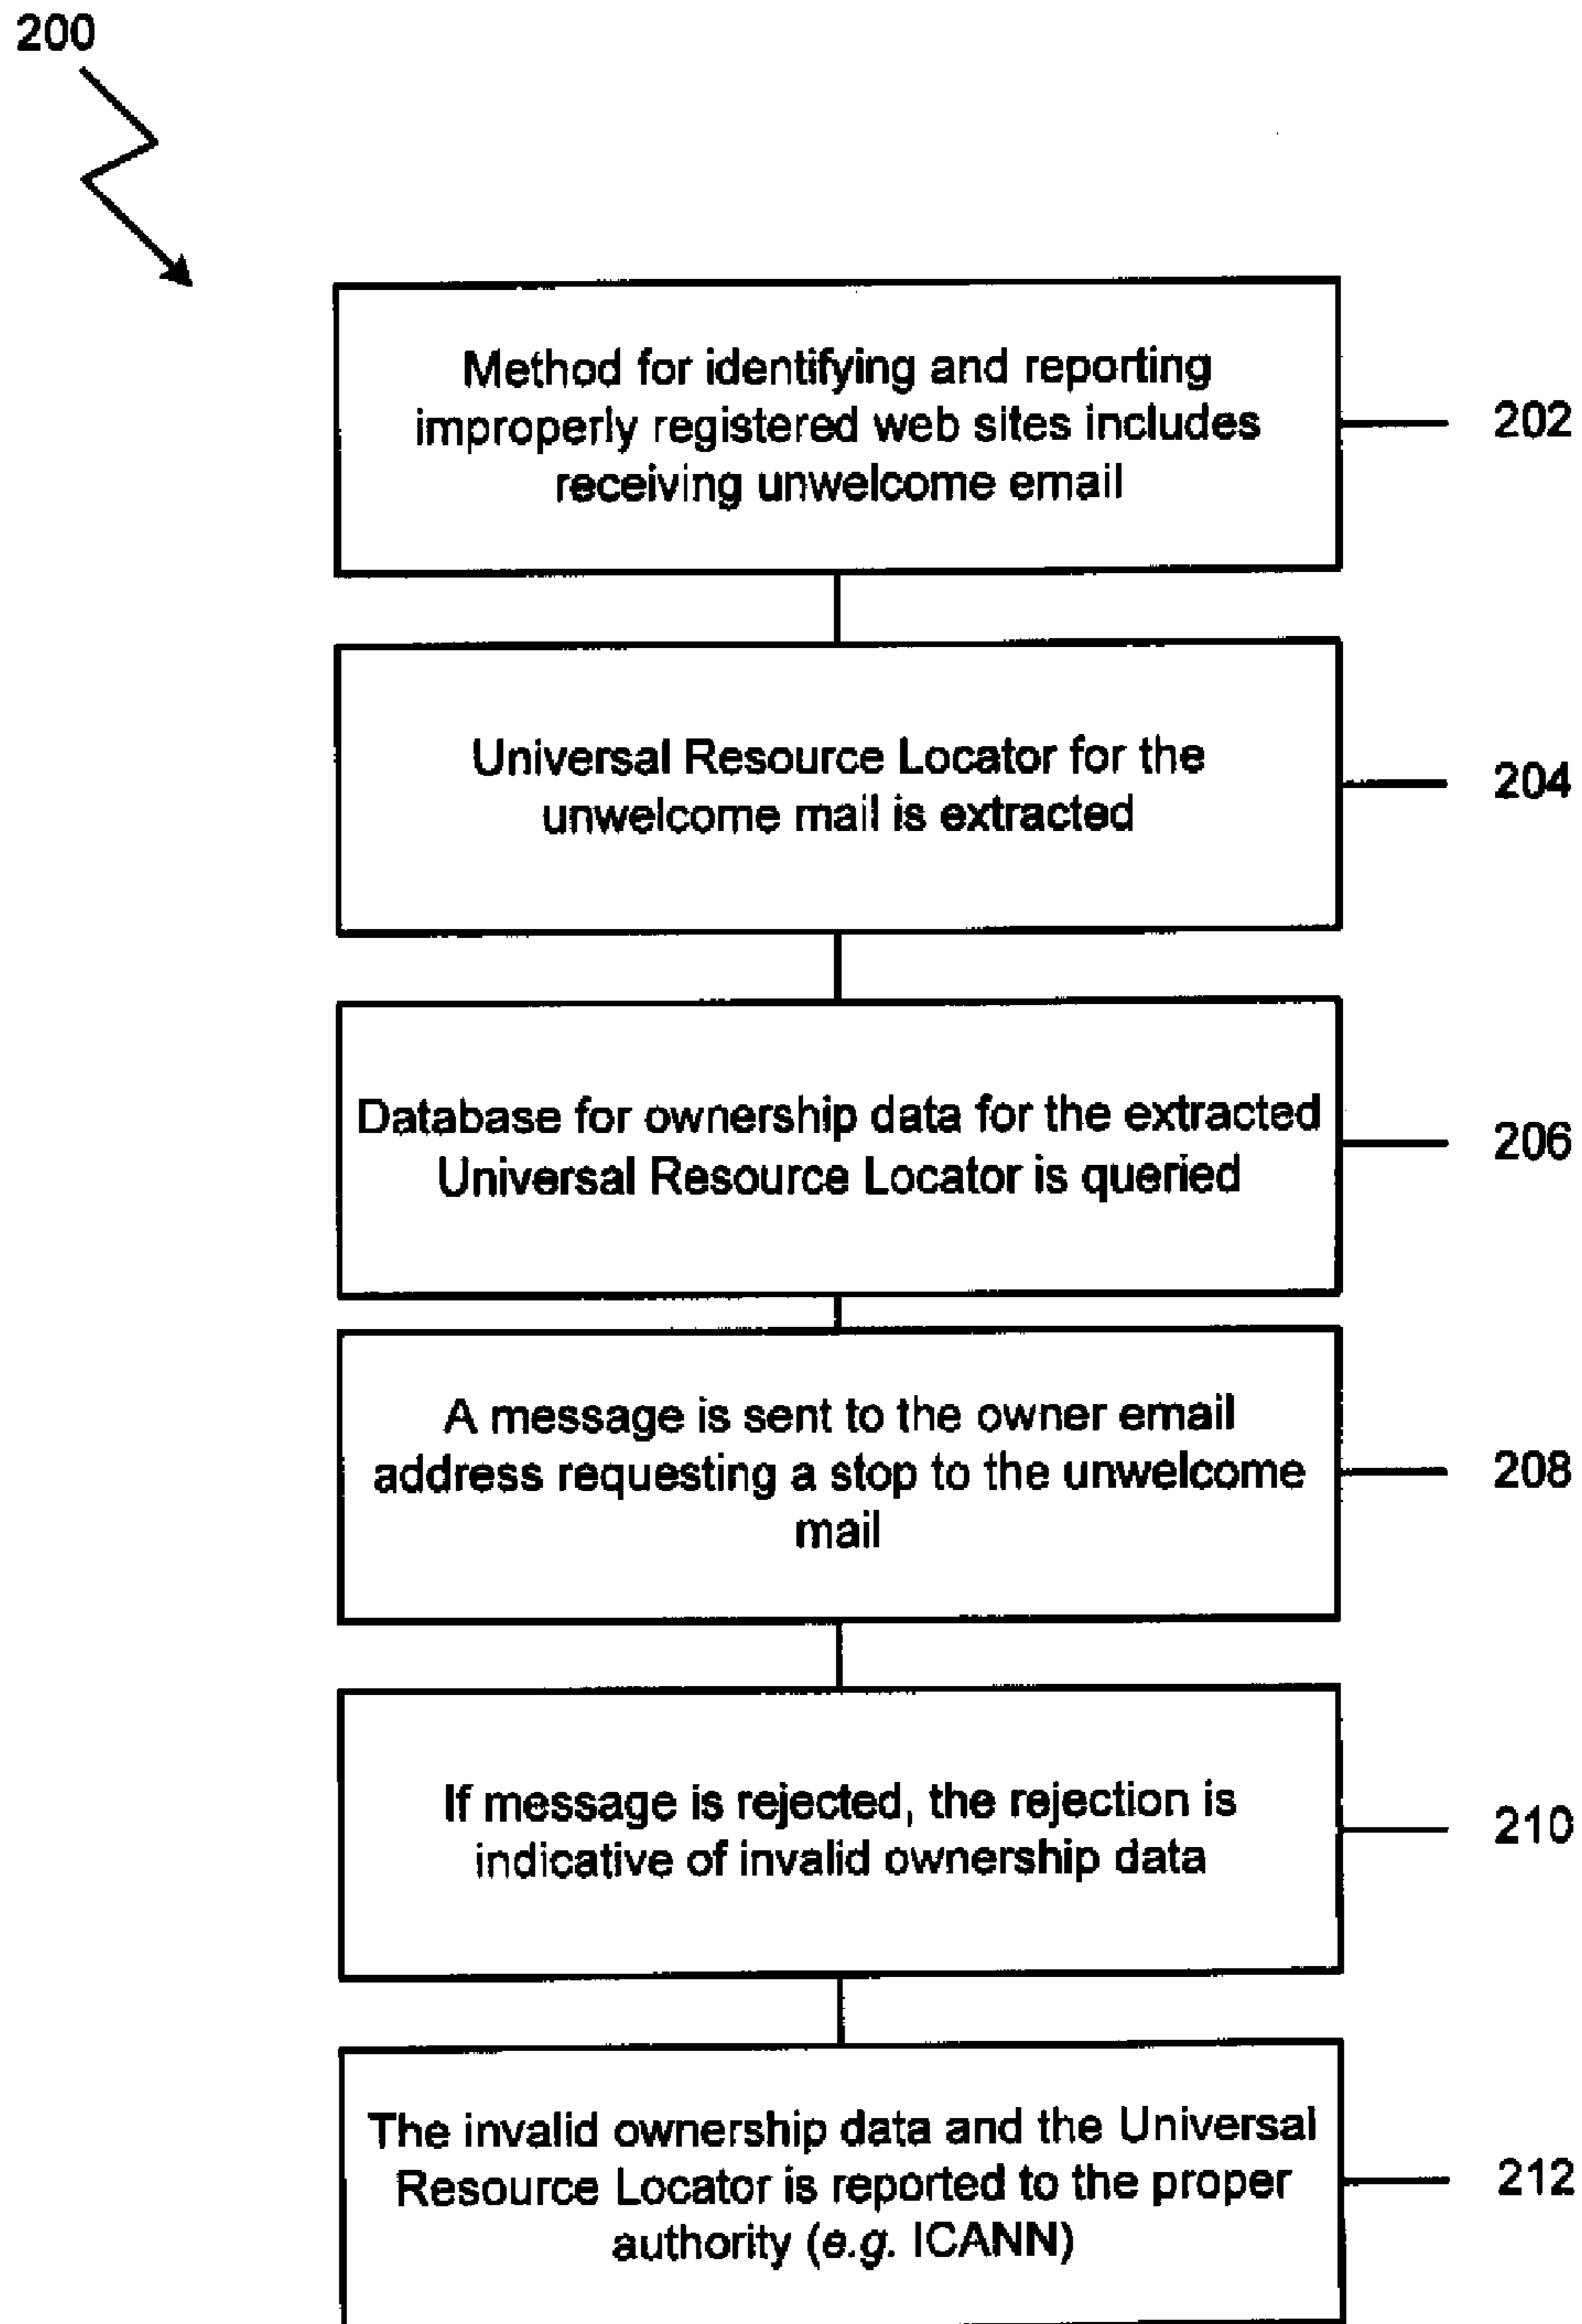 200
Method for identifying and reporting
improperly registered web sites includes
receiving unwelcome email
202
Universal Resource Locator for the
unwelcome mail is extracted
204
Database for ownership data for the extracted
Universal Resource Locator is queried
206
A message is sent to the owner email
address requesting a stop to the unwelcome
mail
208
If message is rejected, the rejection is
indicative of invalid ownership data
210
The invalid ownership data and the Universal
Resource Locator is reported to the proper
authority (e.g. ICANN)
212